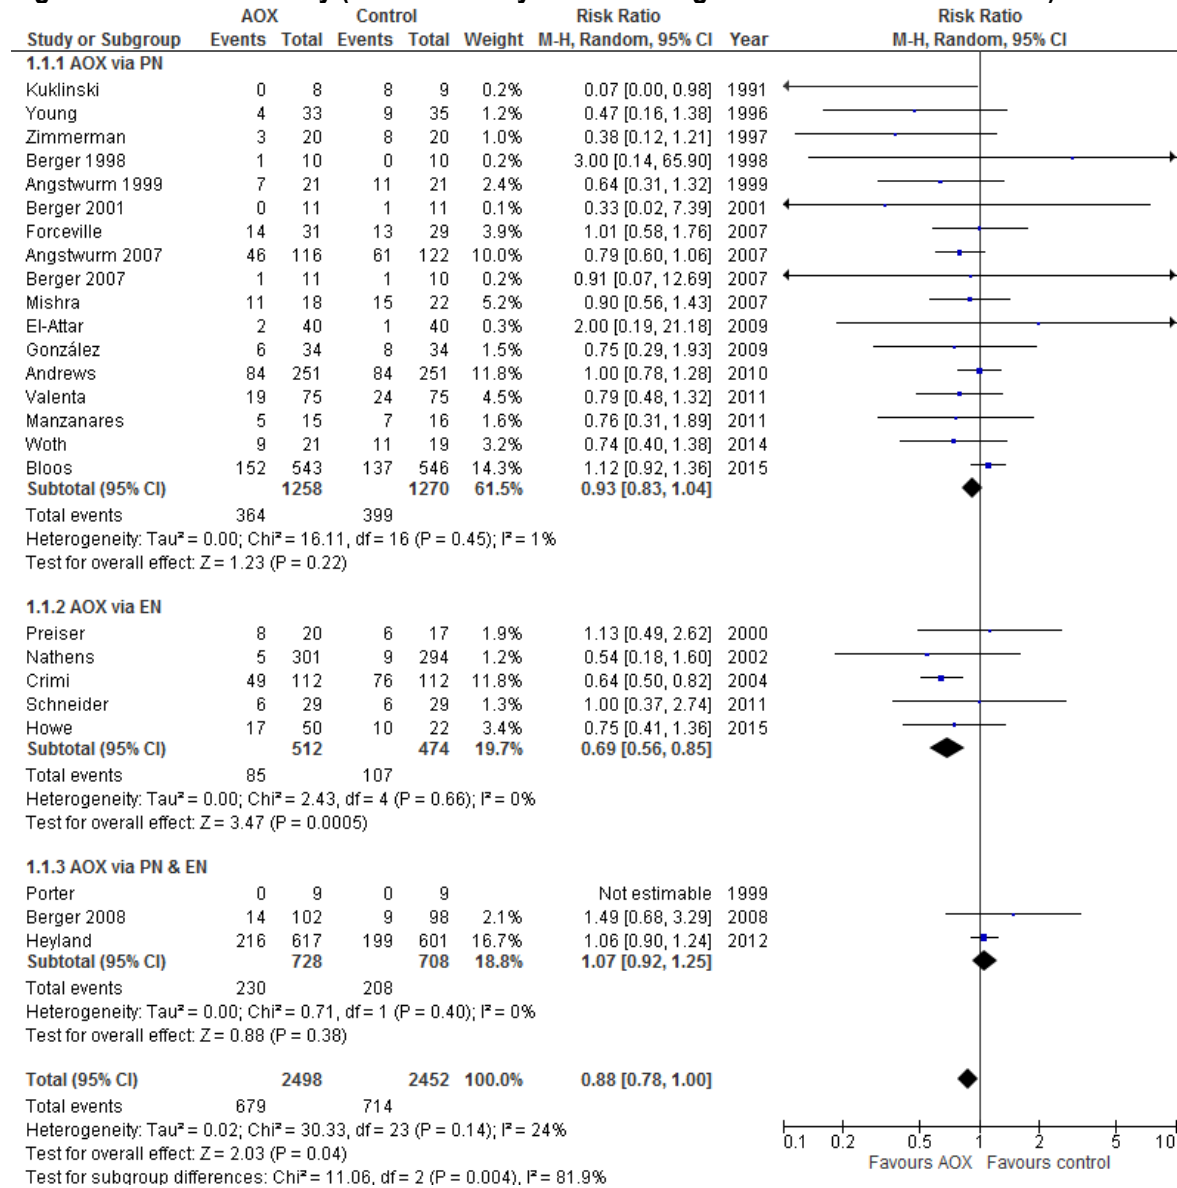 AOX Control Risk Ratio Risk Ratio
Study or Subgroup Events Total Events Total Weight M-H, Random, 95% CI Year M-H, Random, 95% CI
1.1.1 AOX via PN
Kuklinski 0 8 8 9 0.2% 0.07 [0.00, 0.98] 1991
Young 4 33 9 35 1.2% 0.47 [0.16, 1.38] 1996
Zimmerman 3 20 8 20 1.0% 0.38 [0.12, 1.21] 1997
Berger 1998 1 10 0 10 0.2% 3.00 [0.14, 65.90] 1998
Angstwurm 1999 7 21 11 21 2.4% 0.64 [0.31, 1.32] 1999
Berger 2001 0 11 1 11 0.1% 0.33 [0.02, 7.39] 2001
Forceville 14 31 13 29 3.9% 1.01 [0.58, 1.76] 2007
Angstwurm 2007 46 116 61 122 10.0% 0.79 [0.60, 1.06] 2007
Berger 2007 1 11 1 10 0.2% 0.91 [0.07, 12.69] 2007
Mishra 11 18 15 22 5.2% 0.90 [0.56, 1.43] 2007
El-Attar 2 40 1 40 0.3% 2.00 [0.19, 21.18] 2009
González 6 34 8 34 1.5% 0.75 [0.29, 1.93] 2009
Andrews 84 251 84 251 11.8% 1.00 [0.78, 1.28] 2010
Valenta 19 75 24 75 4.5% 0.79 [0.48, 1.32] 2011
Manzanares 5 15 7 16 1.6% 0.76 [0.31, 1.89] 2011
Woth 9 21 11 19 3.2% 0.74 [0.40, 1.38] 2014
Bloos 152 543 137 546 14.3% 1.12 [0.92, 1.36] 2015
Subtotal (95% CI) 1258 1270 61.5% 0.93 [0.83, 1.04]
Total events 364 399
Heterogeneity: Tau² = 0.00; Chi² = 16.11, df = 16 (P = 0.45); I² = 1%
Test for overall effect: Z = 1.23 (P = 0.22)
1.1.2 AOX via EN
Preiser 8 20 6 17 1.9% 1.13 [0.49, 2.62] 2000
Nathens 5 301 9 294 1.2% 0.54 [0.18, 1.60] 2002
Crimi 49 112 76 112 11.8% 0.64 [0.50, 0.82] 2004
Schneider 6 29 6 29 1.3% 1.00 [0.37, 2.74] 2011
Howe 17 50 10 22 3.4% 0.75 [0.41, 1.36] 2015
Subtotal (95% CI) 512 474 19.7% 0.69 [0.56, 0.85]
Total events 85 107
Heterogeneity: Tau² = 0.00; Chi² = 2.43, df = 4 (P = 0.66); I² = 0%
Test for overall effect: Z = 3.47 (P = 0.0005)
1.1.3 AOX via PN & EN
Porter 0 9 0 9 Not estimable 1999
Berger 2008 14 102 9 98 2.1% 1.49 [0.68, 3.29] 2008
Heyland 216 617 199 601 16.7% 1.06 [0.90, 1.24] 2012
Subtotal (95% CI) 728 708 18.8% 1.07 [0.92, 1.25]
Total events 230 208
Heterogeneity: Tau² = 0.00; Chi² = 0.71, df = 1 (P = 0.40); I² = 0%
Test for overall effect: Z = 0.88 (P = 0.38)
Total (95% CI) 2498 2452 100.0% 0.88 [0.78, 1.00]
Total events 679 714
Heterogeneity: Tau² = 0.02; Chi² = 30.33, df = 23 (P = 0.14); I² = 24%
Test for overall effect: Z = 2.03 (P = 0.04)
Test for subgroup differences: Chi² = 11.06, df = 2 (P = 0.004), I² = 81.9%
0.1 0.2 0.5 1 2 5 10
Favours AOX Favours control